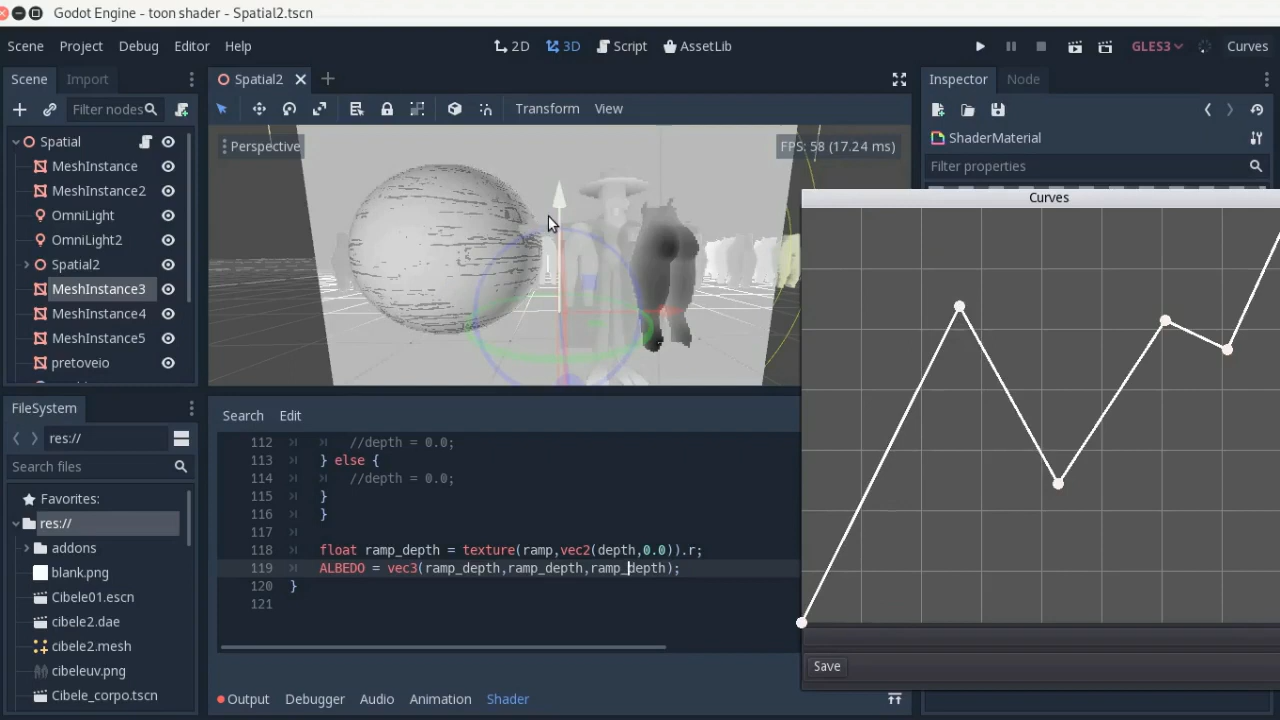 Godot Engine - toon shader - Spatial2.tscn
Scene Project Debug Editor Help 2D 3D Script AssetLib GLES3 Curves
Scene Import
Filter nodes
Spatial
MeshInstance
MeshInstance2
OmniLight
OmniLight2
Spatial2
MeshInstance3
MeshInstance4
MeshInstance5
pretoveio
FileSystem
res://
Search files
Favorites:
res://
addons
blank.png
Cibele01.escn
cibele2.dae
cibele2.mesh
cibeleuv.png
Cibele_corpo.tscn
Spatial2
Transform View
Perspective
FPS: 58 (17.24 ms)
Search Edit
112 //depth = 0.0;
113 } else {
114 //depth = 0.0;
115 }
116 }
117
118 float ramp_depth = texture(ramp,vec2(depth,0.0)).r;
119 ALBEDO = vec3(ramp_depth,ramp_depth,ramp_depth);
120 }
121
Output Debugger Audio Animation Shader
Inspector Node
ShaderMaterial
Filter properties
Curves
Save